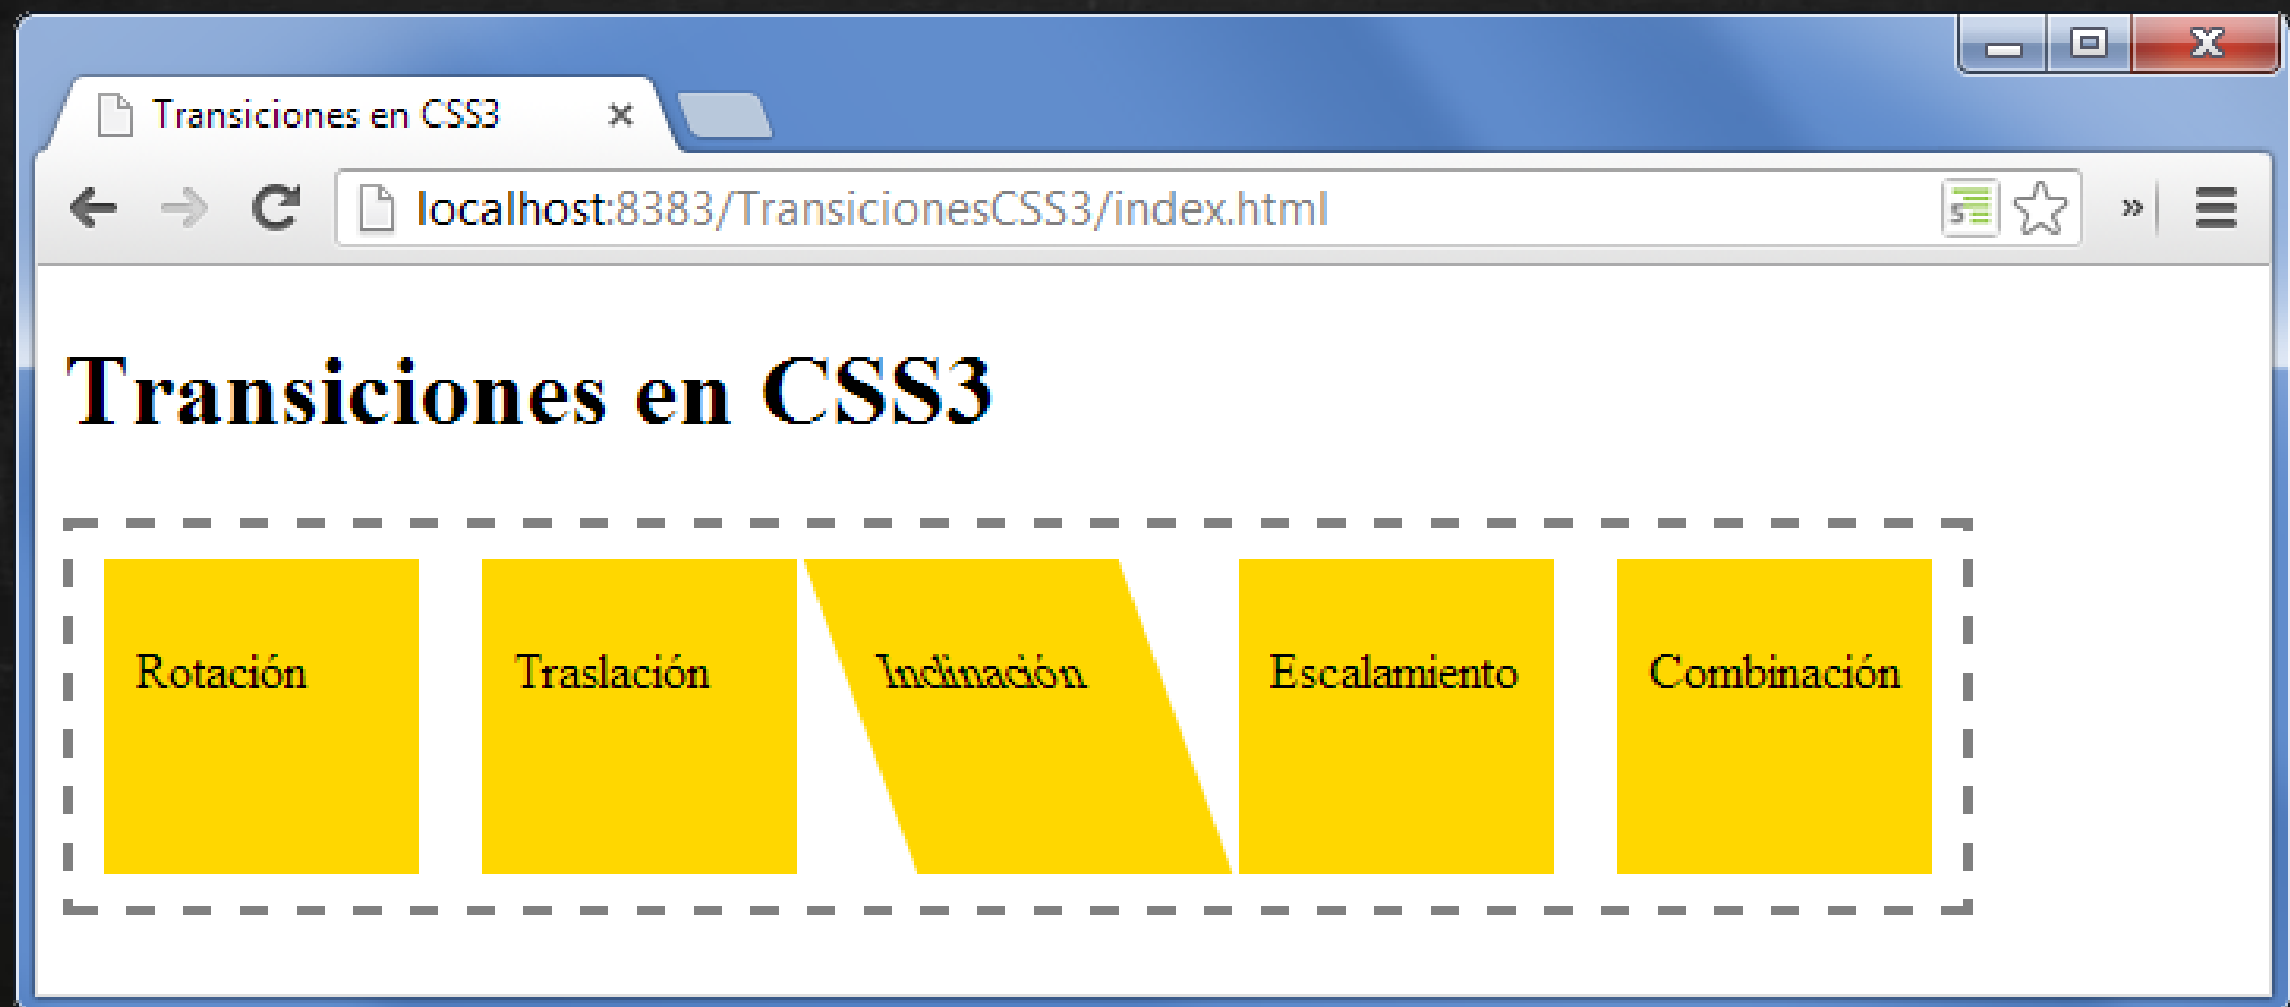 Transiciones en CSS3
localhost:8383/TransicionesCSS3/index.html
Transiciones en CSS3
Rotación Traslación Inclinación Escalamiento Combinación